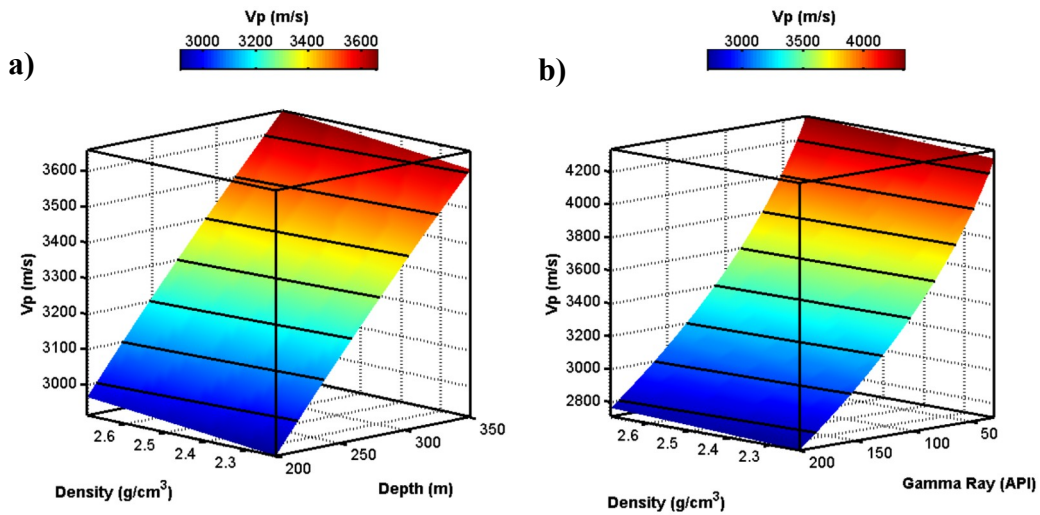 a)
Vp (m/s)
3000 3200 3400 3600
3600
3500
3400
3300
3200
3100
3000
Vp (m/s)
2.6 2.5 2.4 2.3
200 250 300 350
Density (g/cm³)
Depth (m)
b)
Vp (m/s)
3000 3500 4000
4200
4000
3800
3600
3400
3200
3000
2800
Vp (m/s)
2.6 2.5 2.4 2.3
200 150 100 50
Density (g/cm³)
Gamma Ray (API)